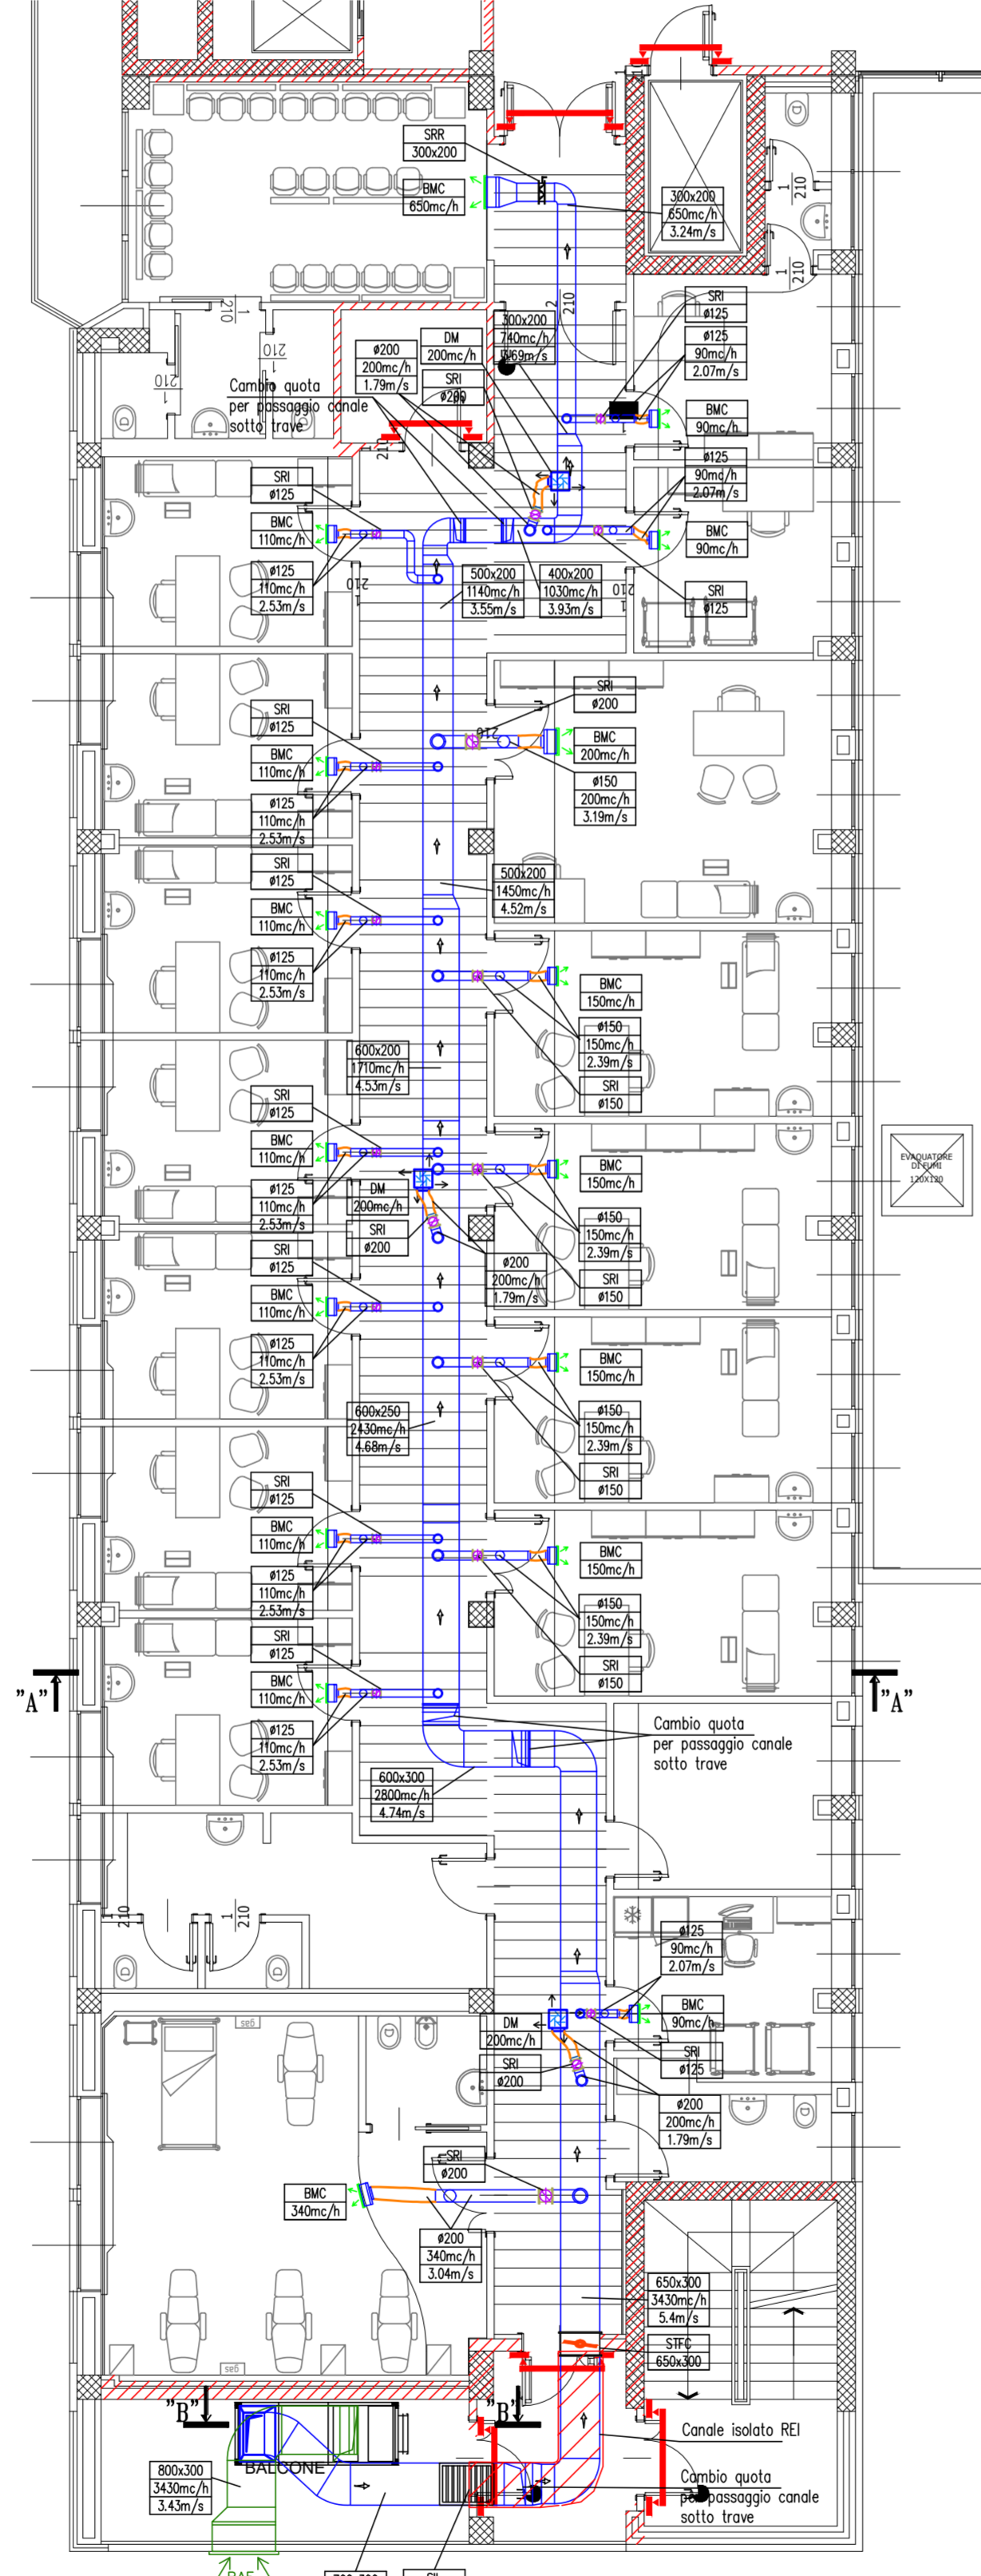 SRR
300x200
BMC
650mc/h
300x200
650mc/h
3.24m/s
1
210
1
210
1
210
210
210
1
2
210
SRI
ø125
ø125
90mc/h
2.07m/s
300x200
740mc/h
3.69m/s
DM
200mc/h
SRI
ø200
ø200
200mc/h
1.79m/s
Cambio quota
per passaggio canale
sotto trave
BMC
90mc/h
ø125
90mc/h
2.07m/s
BMC
90mc/h
SRI
ø125
210
SRI
ø125
BMC
110mc/h
ø125
110mc/h
2.53m/s
210
500x200
1140mc/h
3.55m/s
400x200
1030mc/h
3.93m/s
210
1
SRI
ø200
BMC
200mc/h
ø150
200mc/h
3.19m/s
210
SRI
ø125
BMC
110mc/h
ø125
110mc/h
2.53m/s
SRI
ø125
BMC
110mc/h
ø125
110mc/h
2.53m/s
500x200
1450mc/h
4.52m/s
BMC
150mc/h
ø150
150mc/h
2.39m/s
SRI
ø150
600x200
1710mc/h
4.53m/s
SRI
ø125
BMC
110mc/h
ø125
110mc/h
2.53m/s
DM
200mc/h
SRI
ø200
ø200
200mc/h
1.79m/s
BMC
150mc/h
ø150
150mc/h
2.39m/s
SRI
ø150
EVAQUATORE
DI FUMI
120X120
SRI
ø125
BMC
110mc/h
ø125
110mc/h
2.53m/s
BMC
150mc/h
ø150
150mc/h
2.39m/s
SRI
ø150
600x250
2430mc/h
4.68m/s
SRI
ø125
BMC
110mc/h
ø125
110mc/h
2.53m/s
BMC
150mc/h
ø150
150mc/h
2.39m/s
SRI
ø150
SRI
ø125
BMC
110mc/h
ø125
110mc/h
2.53m/s
"A"
"A"
Cambio quota
per passaggio canale
sotto trave
600x300
2800mc/h
4.74m/s
1
210
1
210
ø125
90mc/h
2.07m/s
BMC
90mc/h
SRI
ø125
DM
200mc/h
SRI
ø200
ø200
200mc/h
1.79m/s
gas
SRI
ø200
BMC
340mc/h
ø200
340mc/h
3.04m/s
650x300
3430mc/h
5.4m/s
STFC
650x300
gas
"B"
"B"
Canale isolato REI
BALCONE
800x300
3430mc/h
3.43m/s
Cambio quota
per passaggio canale
sotto trave